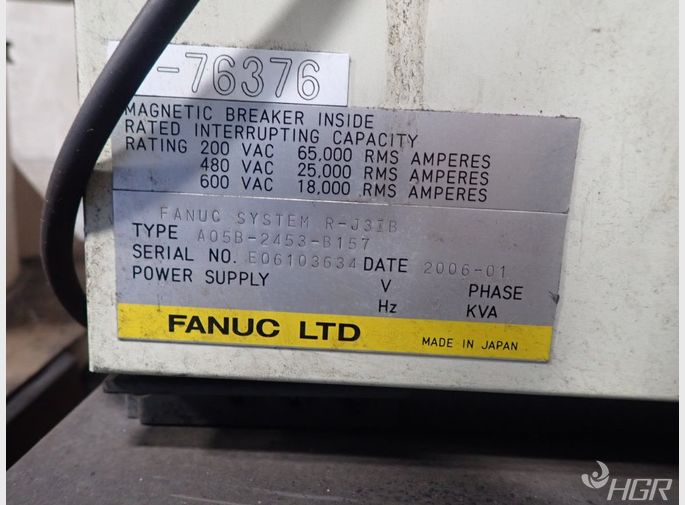 -76376
MAGNETIC BREAKER INSIDE
RATED INTERRUPTING CAPACITY
RATING 200 VAC 65,000 RMS AMPERES
480 VAC 25,000 RMS AMPERES
600 VAC 18,000 RMS AMPERES
FANUC SYSTEM R-J3iB
TYPE A05B-2453-B157
SERIAL NO. E06103634 DATE 2006-01
POWER SUPPLY V PHASE
Hz KVA
FANUC LTD MADE IN JAPAN
HGR